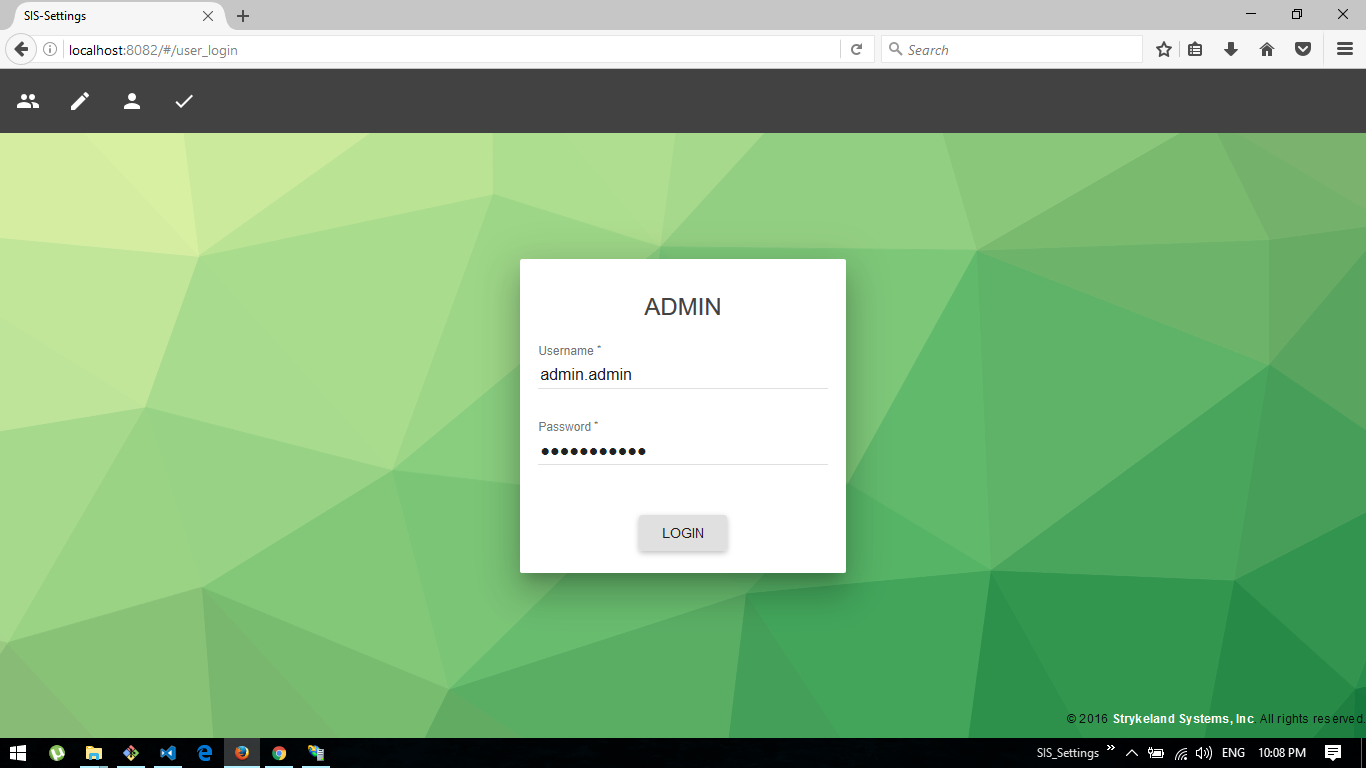 SIS-Settings
localhost:8082/#/user_login
Search
ADMIN
Username *
admin.admin
Password *
•••••••••••
LOGIN
© 2016 Strykeland Systems, Inc. All rights reserved.
SIS_Settings » ENG 10:08 PM